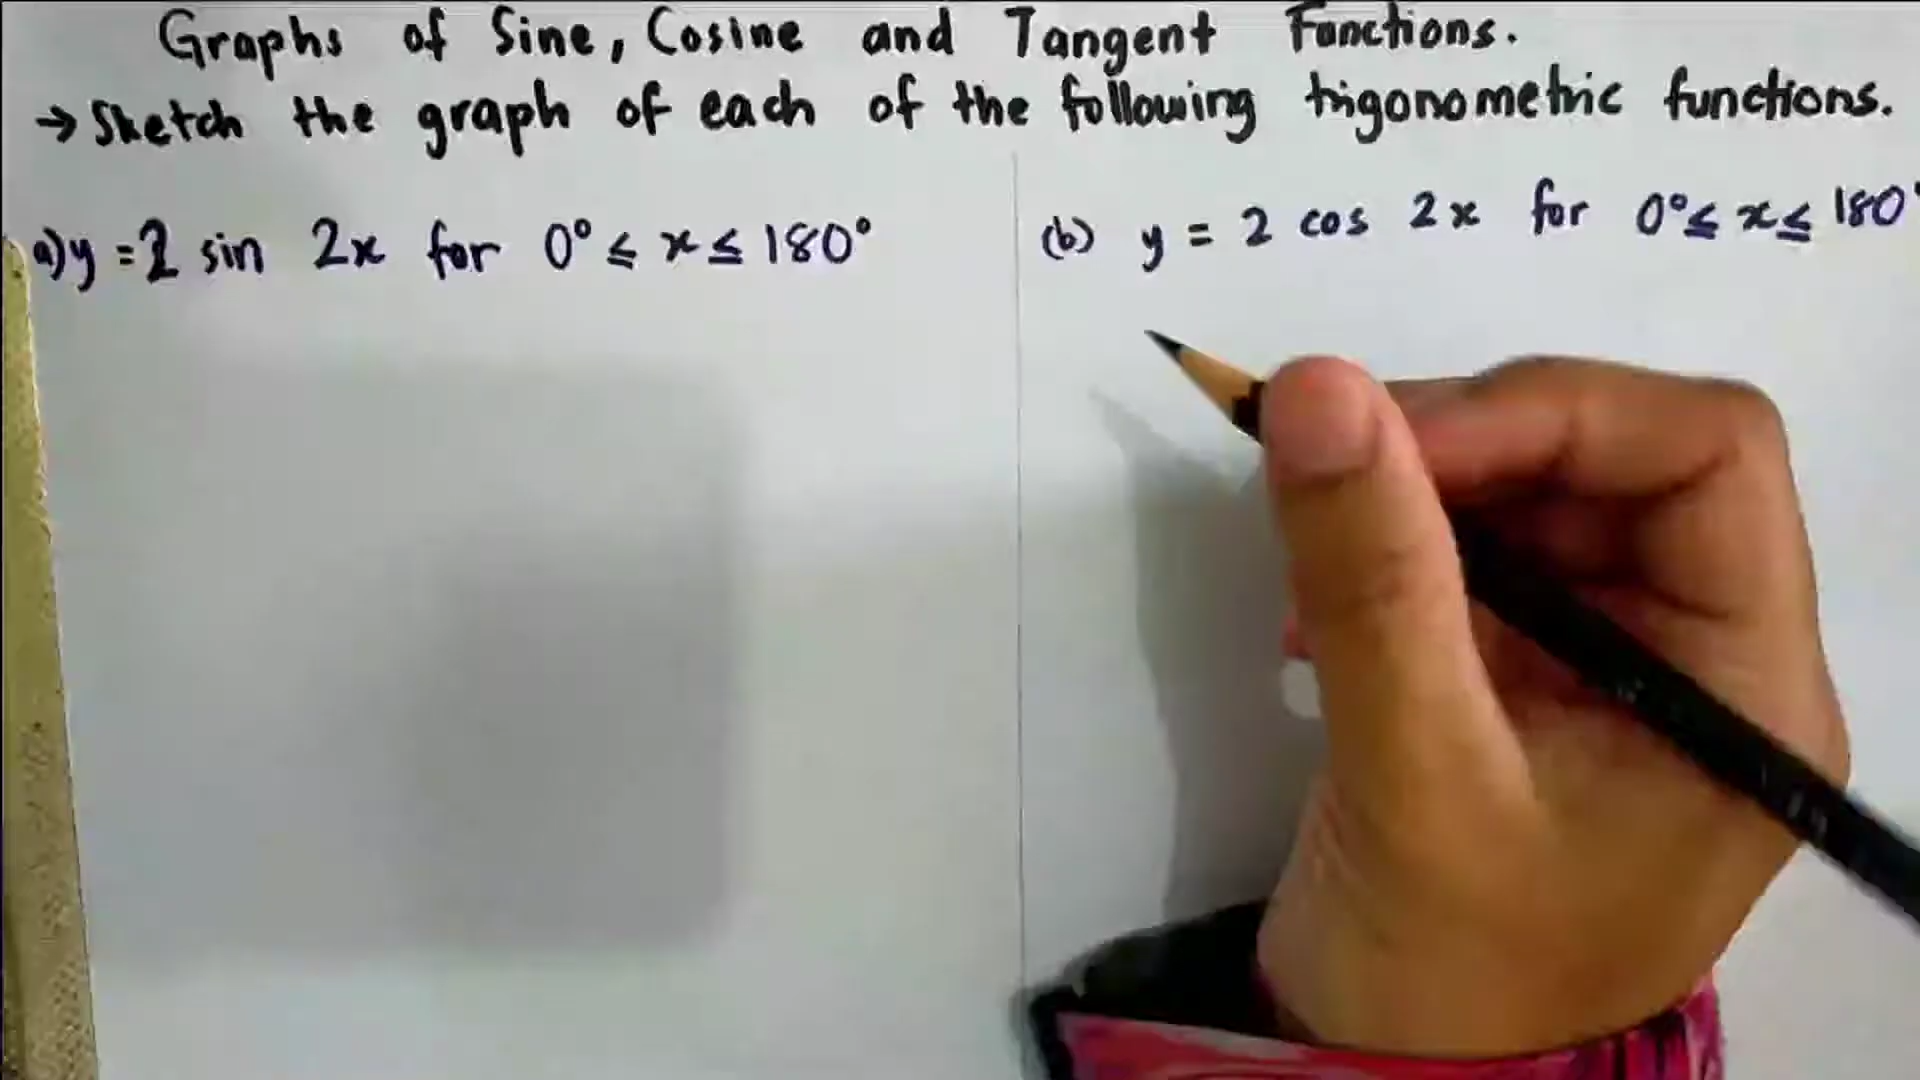 Graphs of Sine, Cosine and Tangent Functions.
→ Sketch the graph of each of the following trigonometric functions.
a) y = 2 sin 2x for 0° ≤ x ≤ 180°
(b) y = 2 cos 2x for 0° ≤ x ≤ 180°